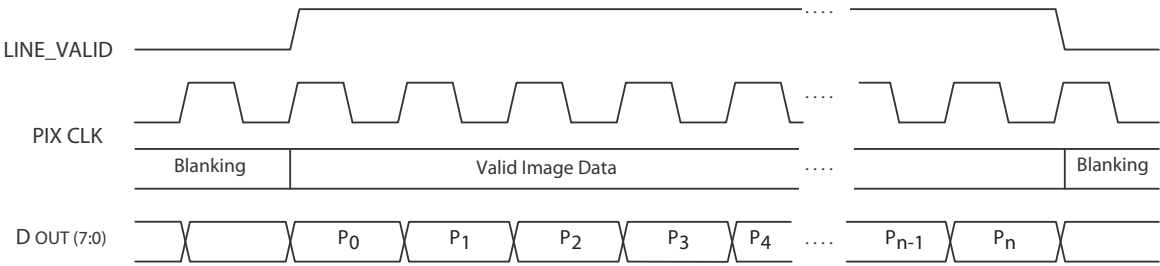 ....
LINE_VALID
....
PIX CLK
Blanking Valid Image Data .... Blanking
D OUT (7:0) P0 P1 P2 P3 P4 .... Pn-1 Pn